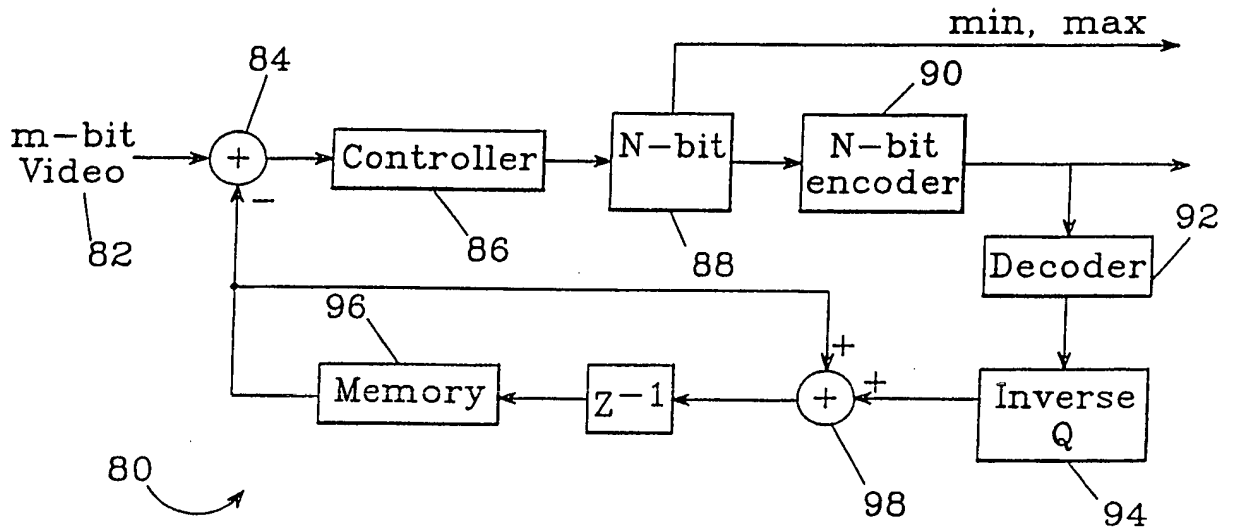 min, max
84
90
m-bit
Video
+
Controller
N-bit
N-bit
encoder
−
82
86
88
92
Decoder
96
+
Memory
Z⁻¹
+
+
Inverse
Q
80
98
94